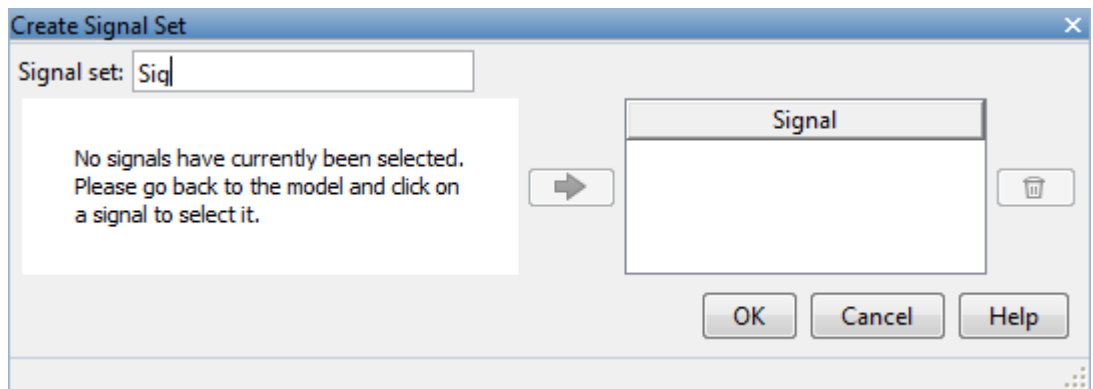 Create Signal Set
Signal set: Sig
No signals have currently been selected.
Please go back to the model and click on
a signal to select it.
Signal
OK Cancel Help